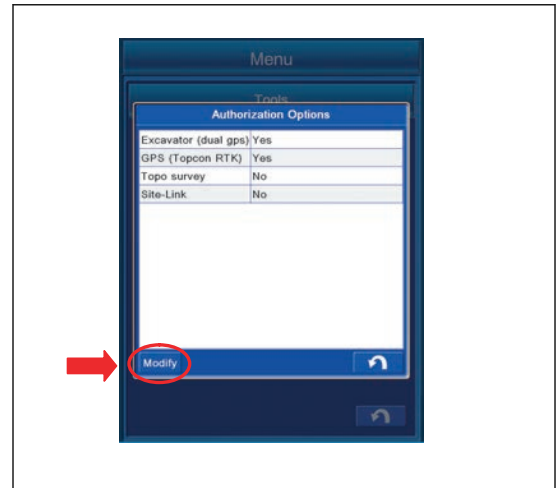 Menu
Tools
Authorization Options
Excavator (dual gps) Yes
GPS (Topcon RTK) Yes
Topo survey No
Site-Link No
Modify